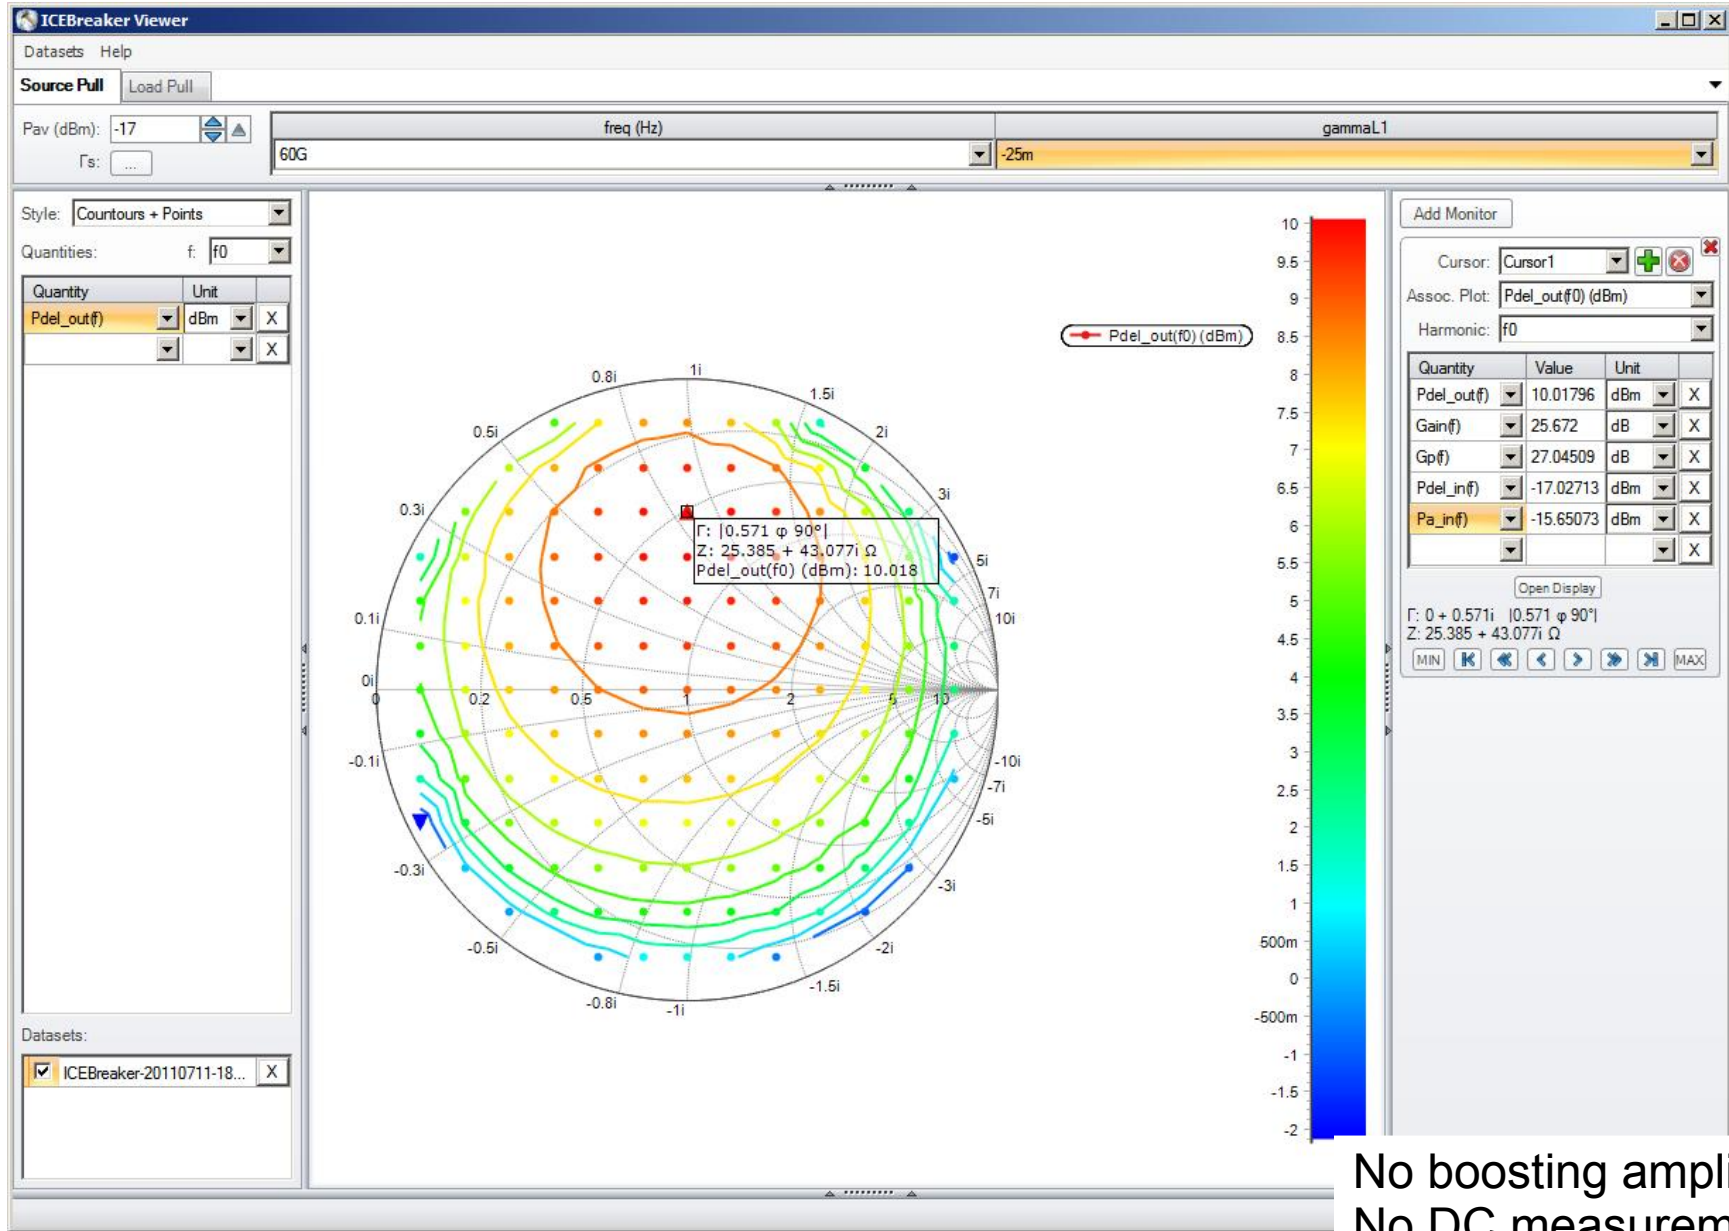 ICEBreaker Viewer
Datasets Help
Source Pull Load Pull
Pav (dBm): -17
Γs: ...
freq (Hz) gammaL1
60G -25m
Style: Countours + Points
Quantities: f: f0
Quantity Unit
Pdel_out(f) dBm X
X
Datasets:
ICEBreaker-20110711-18... X
Pdel_out(f0) (dBm)
1i
0.8i
1.5i
0.5i
2i
0.3i
3i
5i
7i
0.1i
10i
0i
0 0.2 0.5 1 2 5 10
-0.1i
-10i
-7i
-5i
-0.3i
-3i
-0.5i
-2i
-0.8i
-1i
-1.5i
Γ: |0.571 φ 90°|
Z: 25.385 + 43.077i Ω
Pdel_out(f0) (dBm): 10.018
10
9.5
9
8.5
8
7.5
7
6.5
6
5.5
5
4.5
4
3.5
3
2.5
2
1.5
1
500m
0
-500m
-1
-1.5
-2
Add Monitor
Cursor: Cursor1
Assoc. Plot: Pdel_out(f0) (dBm)
Harmonic: f0
Quantity Value Unit
Pdel_out(f) 10.01796 dBm X
Gain(f) 25.672 dB X
Gp(f) 27.04509 dB X
Pdel_in(f) -17.02713 dBm X
Pa_in(f) -15.65073 dBm X
X
Open Display
Γ: 0 + 0.571i |0.571 φ 90°|
Z: 25.385 + 43.077i Ω
MIN MAX
No boosting ampli
No DC measurem